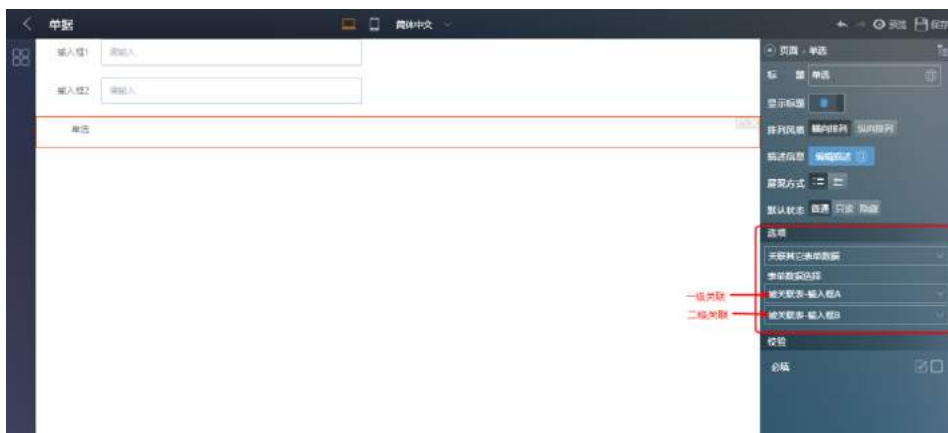 单据
简体中文
预览 保存
输入框1 请输入
输入框2 请输入
单选
页面 - 单选
标 题 单选
显示标题
排列风格 横向排列 纵向排列
描述信息 编辑描述
展现方式
默认状态 普通 只读 隐藏
选项
关联其它表单数据
表单数据选择
一级关联
被关联表-输入框A
二级关联
被关联表-输入框B
校验
必填